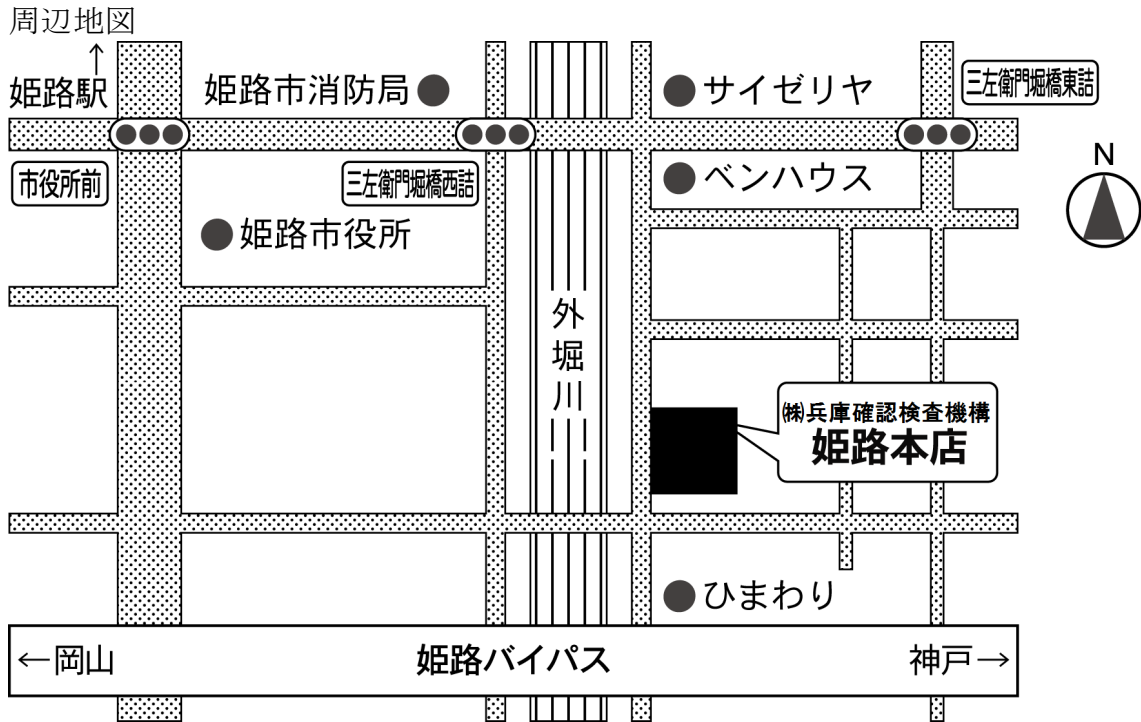 周辺地図
↑
姫路駅
姫路市消防局
サイゼリヤ
三左衛門堀橋東詰
市役所前
三左衛門堀橋西詰
ベンハウス
N
姫路市役所
外堀川
㈱兵庫確認検査機構
姫路本店
ひまわり
←岡山
姫路バイパス
神戸→